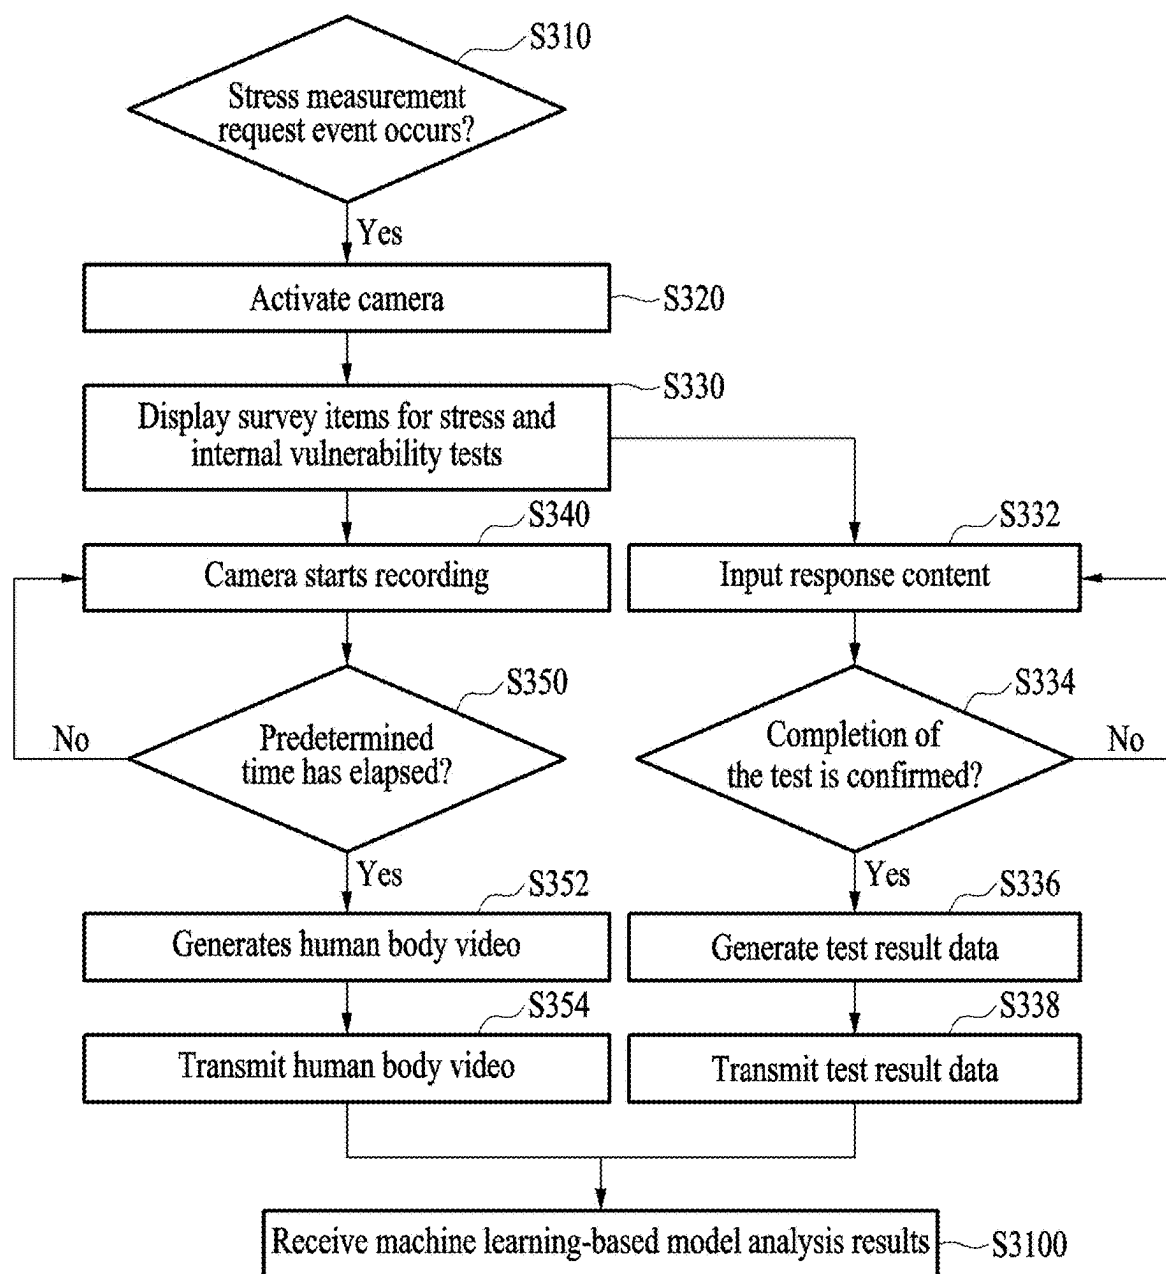 S310
Stress measurement
request event occurs?
Yes
Activate camera
S320
S330
Display survey items for stress and
internal vulnerability tests
S340
S332
Camera starts recording
Input response content
S350
S334
No
Predetermined
time has elapsed?
Completion of
the test is confirmed?
No
Yes
Yes
S352
S336
Generates human body video
Generate test result data
S354
S338
Transmit human body video
Transmit test result data
Receive machine learning-based model analysis results
S3100